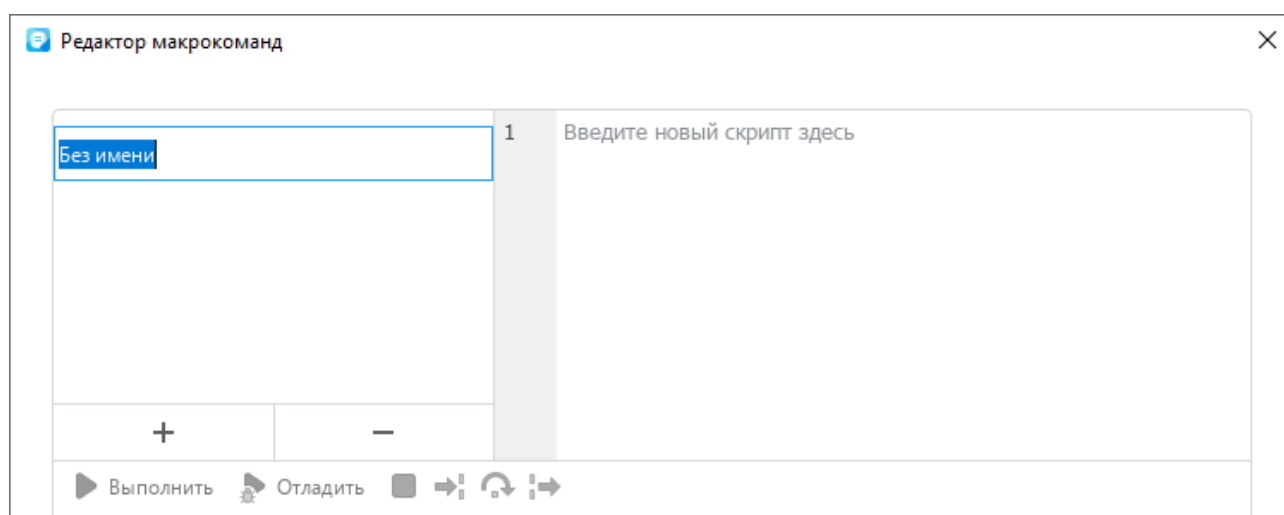 Редактор макрокоманд
Без имени
1 Введите новый скрипт здесь
+ −
Выполнить Отладить